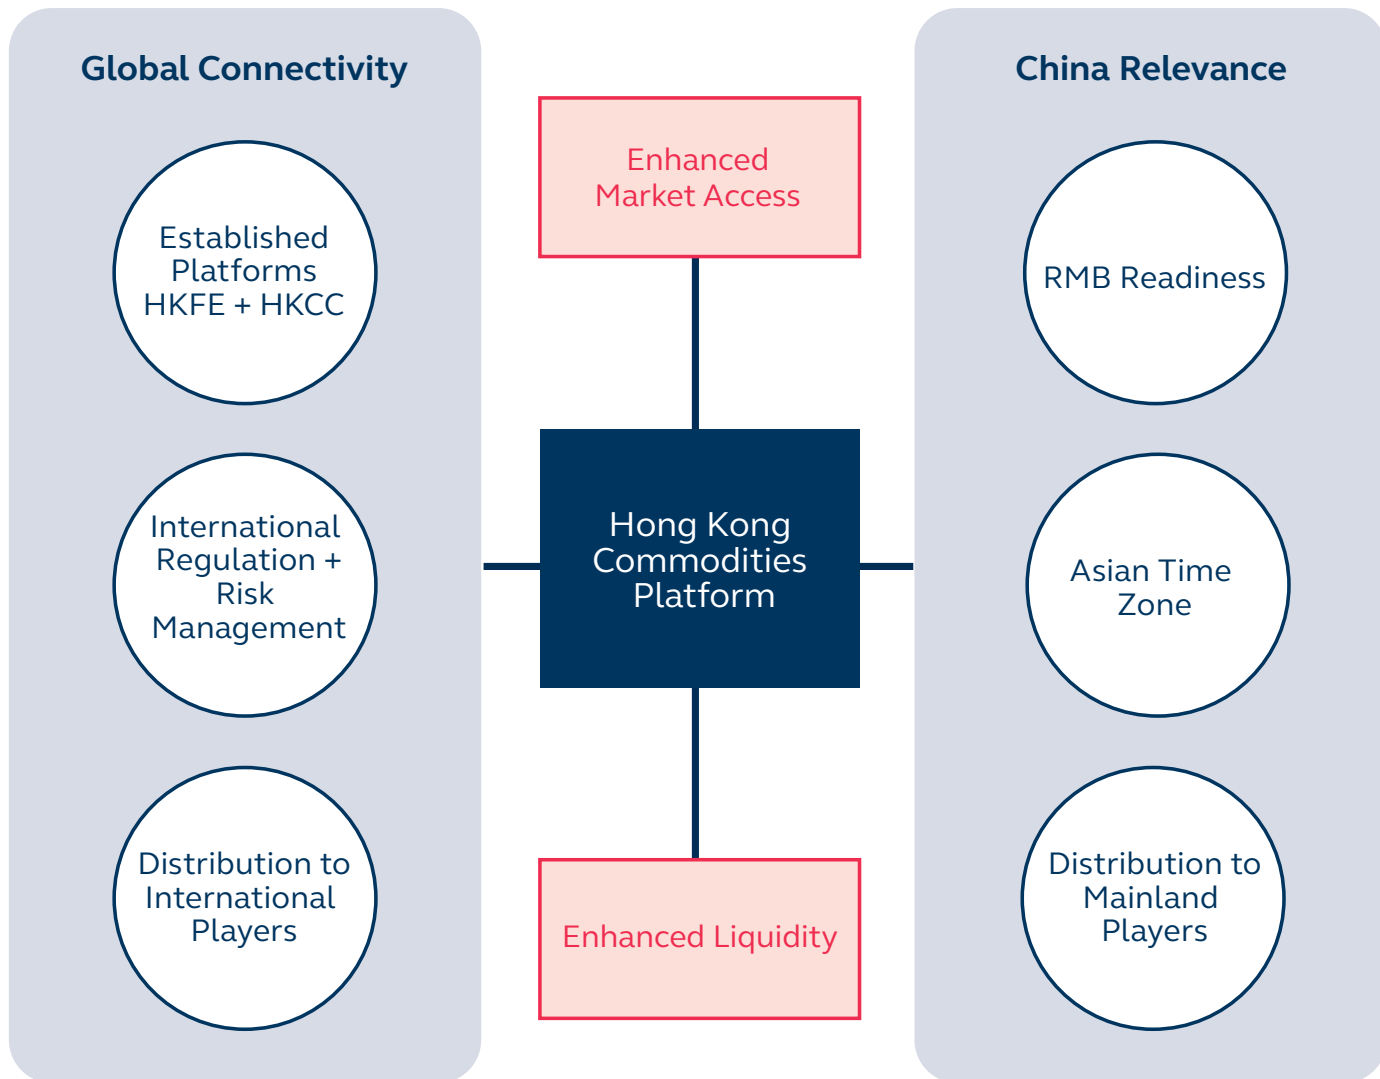 Global Connectivity
Established
Platforms
HKFE + HKCC
International
Regulation +
Risk
Management
Distribution to
International
Players
Enhanced
Market Access
Hong Kong
Commodities
Platform
Enhanced Liquidity
China Relevance
RMB Readiness
Asian Time
Zone
Distribution to
Mainland
Players